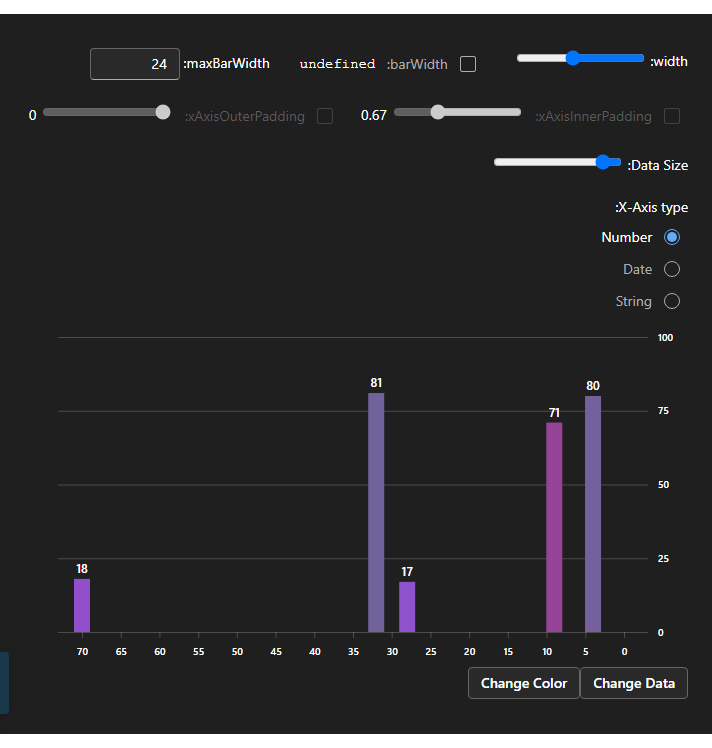 :width
undefined :barWidth
24 :maxBarWidth
:xAxisInnerPadding
0.67
:xAxisOuterPadding
0
:Data Size
:X-Axis type
Number
Date
String
100
75
50
25
0
18
81
17
71
80
70 65 60 55 50 45 40 35 30 25 20 15 10 5 0
Change Color Change Data